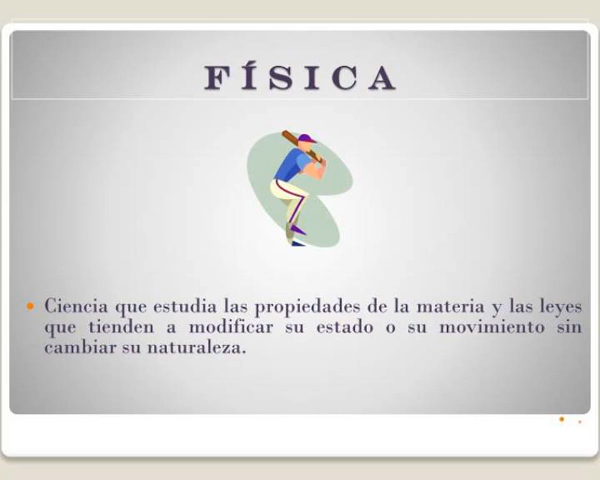 FÍSICA
Ciencia que estudia las propiedades de la materia y las leyes
que tienden a modificar su estado o su movimiento sin
cambiar su naturaleza.